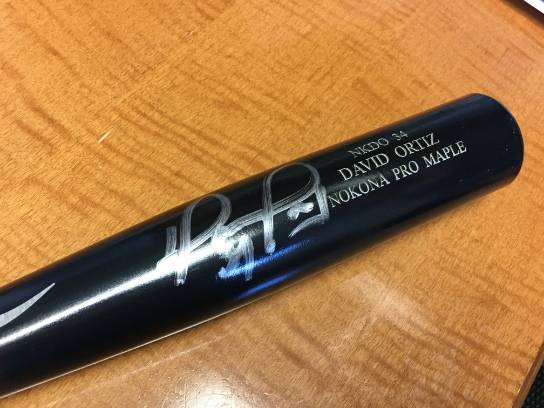 NKDO 34
DAVID ORTIZ
NOKONA PRO MAPLE